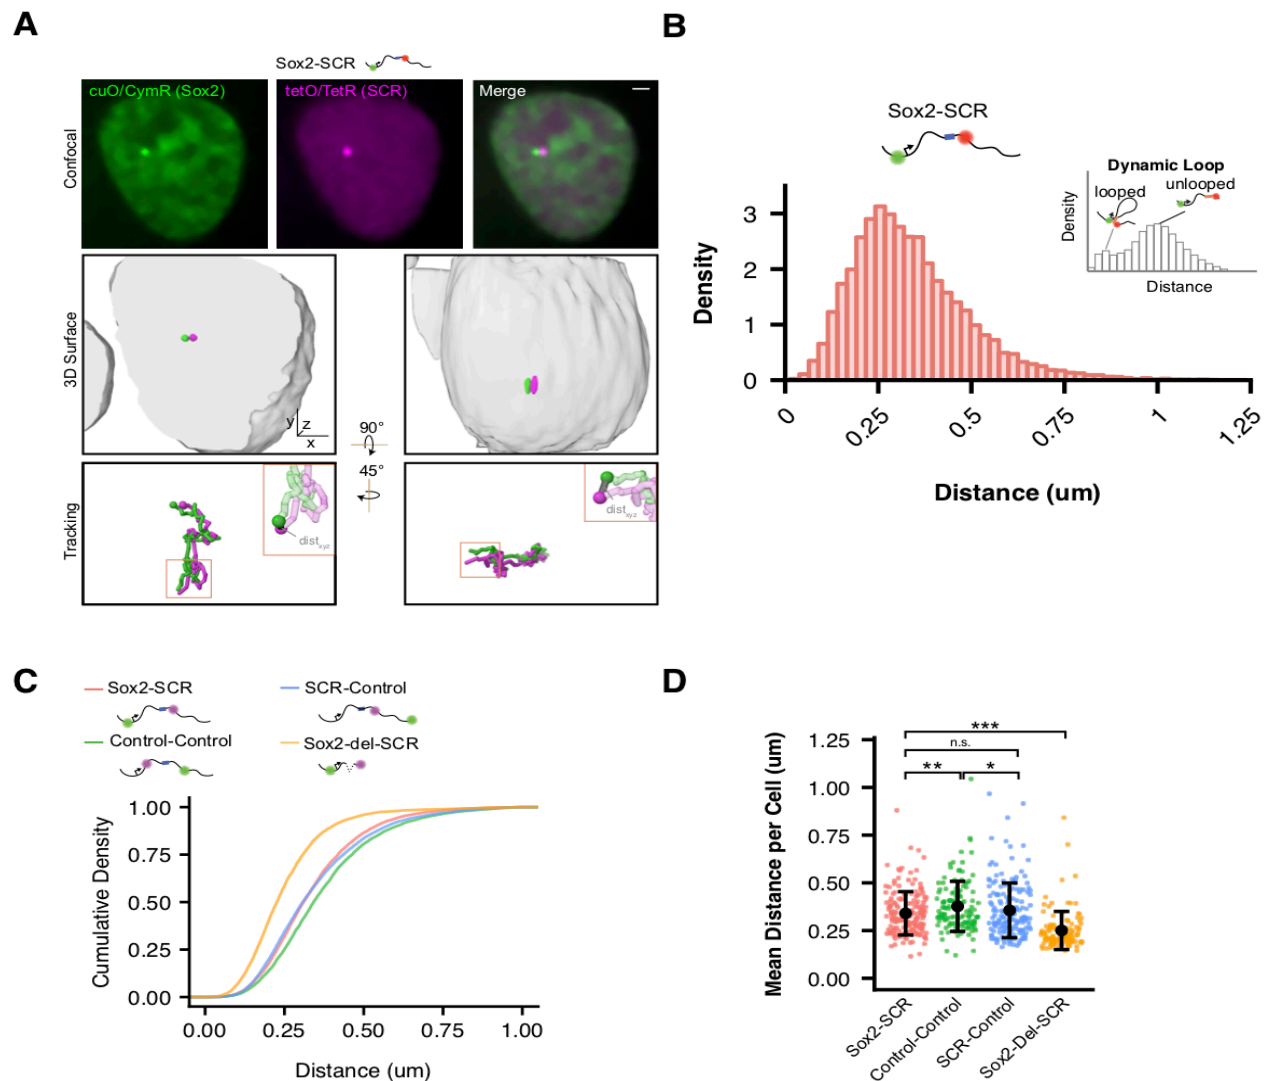 A
Sox2-SCR
cuO/CymR (Sox2)
tetO/TetR (SCR)
Merge
Confocal
3D Surface
y
z
x
90°
45°
Tracking
dist xyz
dist xyz
B
Sox2-SCR
Dynamic Loop
looped
unlooped
Density
Distance
Density
3
2
1
0
0
0.25
0.5
0.75
1
1.25
Distance (um)
C
Sox2-SCR
SCR-Control
Control-Control
Sox2-del-SCR
Cumulative Density
1.00
0.75
0.50
0.25
0.00
0.00
0.25
0.50
0.75
1.00
Distance (um)
D
Mean Distance per Cell (um)
1.25
1.00
0.75
0.50
0.25
0.00
***
n.s.
**
*
Sox2-SCR
Control-Control
SCR-Control
Sox2-Del-SCR